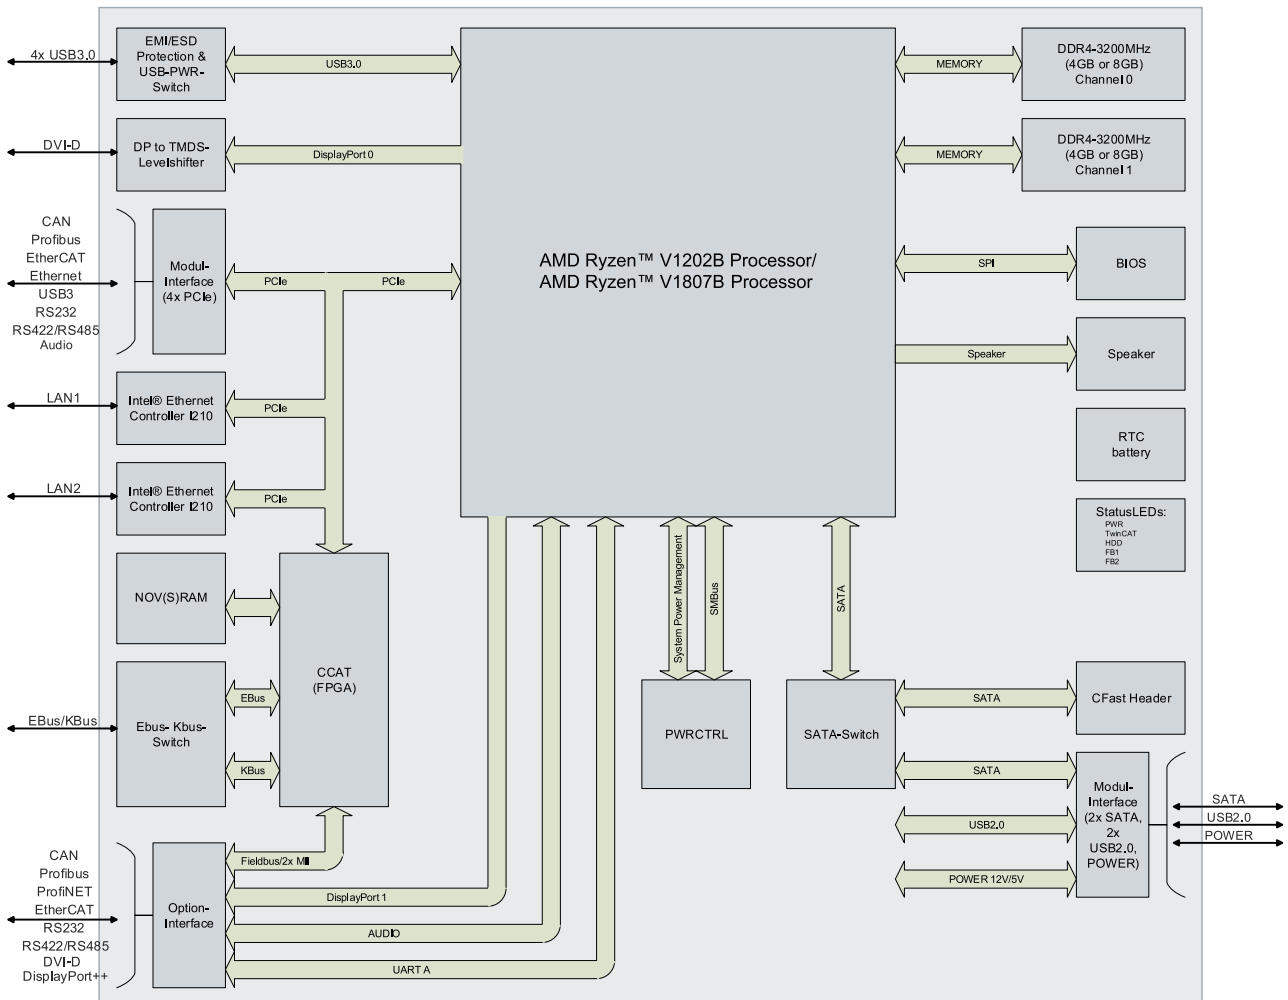 4x USB3.0
EMI/ESD
Protection &
USB-PWR-
Switch
USB3.0
DVI-D
DP to TMDS-
Levelshifter
DisplayPort 0
CAN
Profibus
EtherCAT
Ethernet
USB3
RS232
RS422/RS485
Audio
Modul-
Interface
(4x PCIe)
PCIe
PCIe
AMD Ryzen™ V1202B Processor/
AMD Ryzen™ V1807B Processor
MEMORY
DDR4-3200MHz
(4GB or 8GB)
Channel 0
MEMORY
DDR4-3200MHz
(4GB or 8GB)
Channel 1
SPI
BIOS
Speaker
Speaker
RTC
battery
StatusLEDs:
PWR
TwinCAT
HDD
FB1
FB2
LAN1
Intel® Ethernet
Controller I210
PCIe
LAN2
Intel® Ethernet
Controller I210
PCIe
NOV(S)RAM
CCAT
(FPGA)
EBus/KBus
Ebus- Kbus-
Switch
EBus
KBus
System Power Management
SMBus
SATA
PWRCTRL
SATA-Switch
SATA
CFast Header
SATA
USB2.0
POWER 12V/5V
Modul-
Interface
(2x SATA,
2x
USB2.0,
POWER)
SATA
USB2.0
POWER
CAN
Profibus
ProfiNET
EtherCAT
RS232
RS422/RS485
DVI-D
DisplayPort++
Option-
Interface
Fieldbus/2x MII
DisplayPort 1
AUDIO
UART A